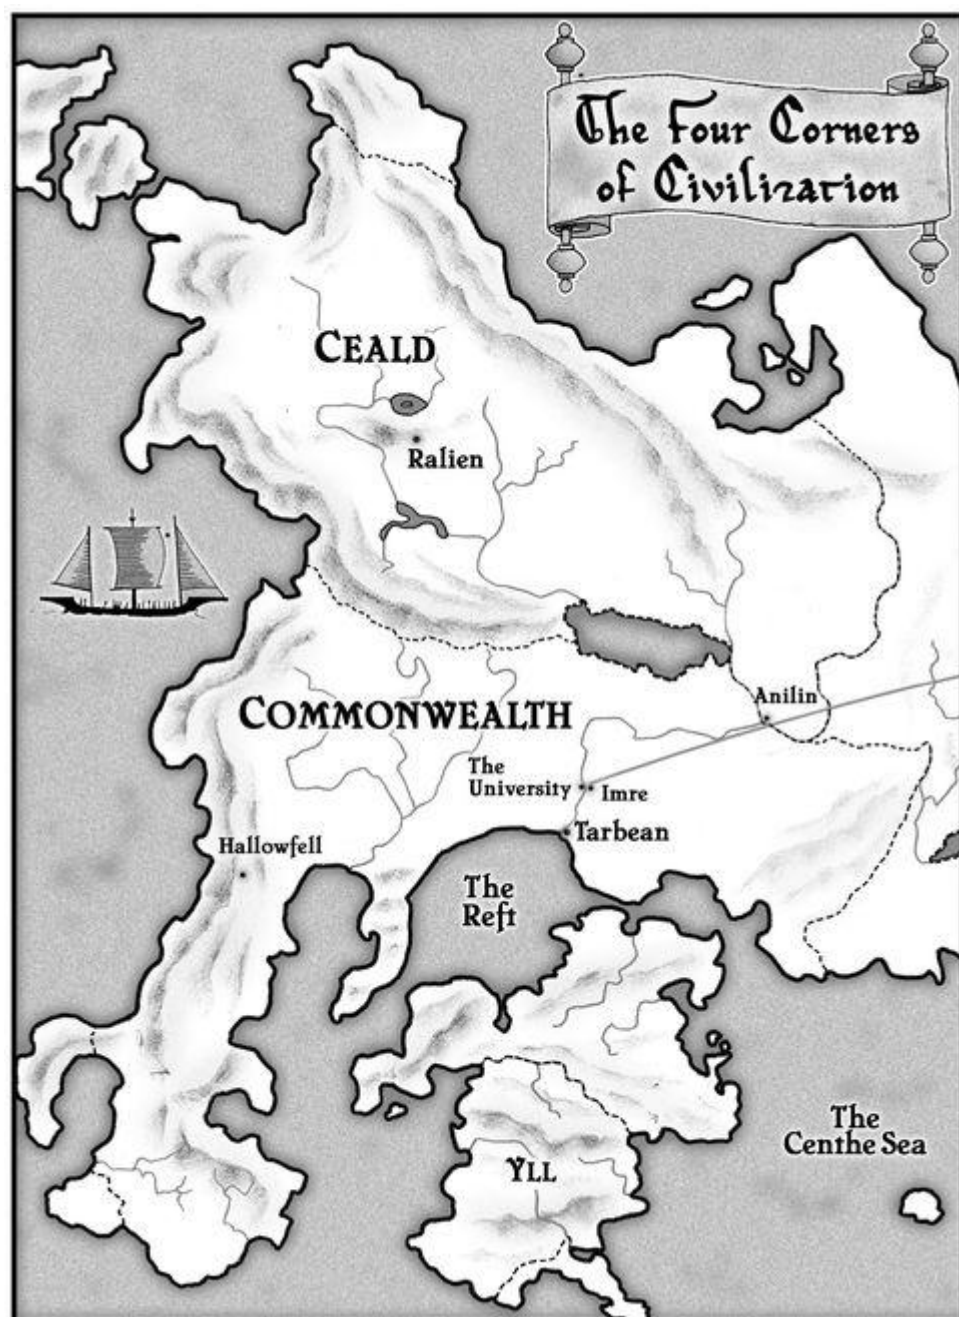 The Four Corners
of Civilization
CEALD
Ralien
Anilin
COMMONWEALTH
The
University
Imre
Tarbean
Hallowfell
The
Reft
The
Centhe Sea
YLL